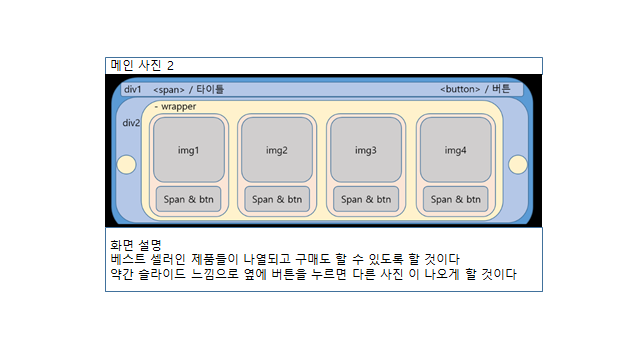 메인 사진 2
div1 <span> / 타이틀 <button> / 버튼
- wrapper
div2
img1 img2 img3 img4
Span & btn Span & btn Span & btn Span & btn
화면 설명
베스트 셀러인 제품들이 나열되고 구매도 할 수 있도록 할 것이다
약간 슬라이드 느낌으로 옆에 버튼을 누르면 다른 사진 이 나오게 할 것이다